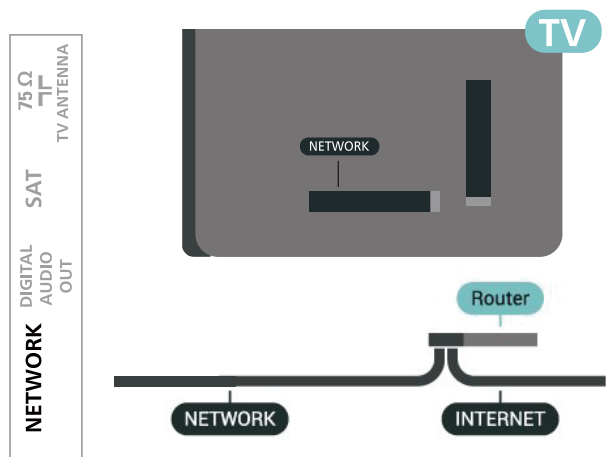 TV
75 Ω
TV ANTENNA
SAT
DIGITAL
AUDIO
OUT
NETWORK
NETWORK
Router
NETWORK
INTERNET